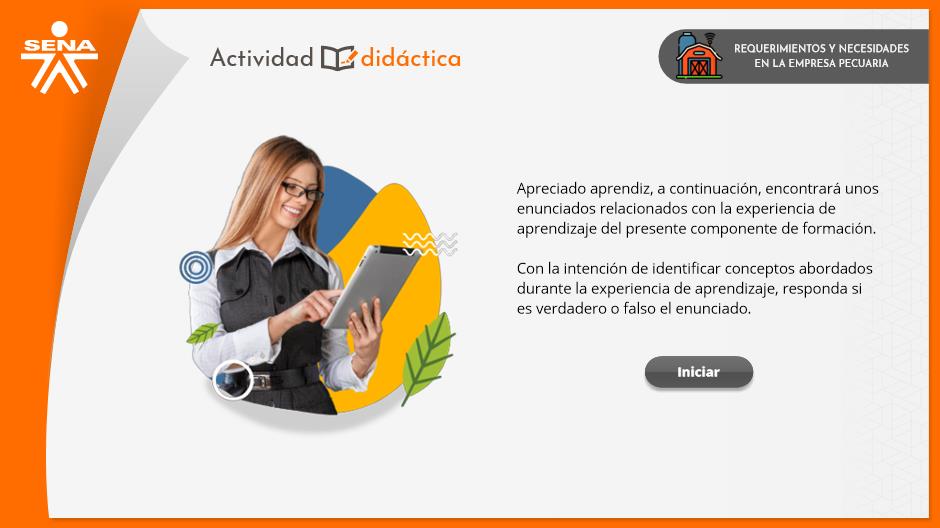 SENA
Actividad didáctica
REQUERIMIENTOS Y NECESIDADES
EN LA EMPRESA PECUARIA
Apreciado aprendiz, a continuación, encontrará unos
enunciados relacionados con la experiencia de
aprendizaje del presente componente de formación.
Con la intención de identificar conceptos abordados
durante la experiencia de aprendizaje, responda si
es verdadero o falso el enunciado.
Iniciar